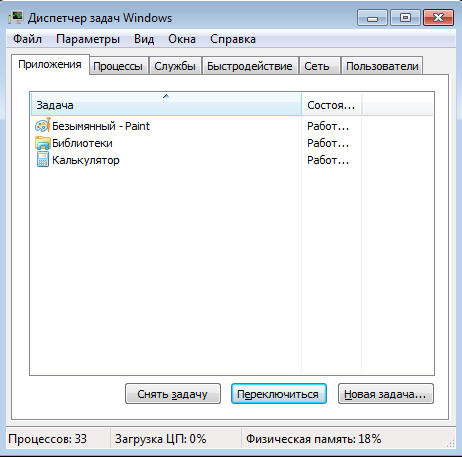 Диспетчер задач Windows
Файл Параметры Вид Окна Справка
Приложения Процессы Службы Быстродействие Сеть Пользователи
Задача Состоя...
Безымянный - Paint Работ...
Библиотеки Работ...
Калькулятор Работ...
Снять задачу Переключиться Новая задача...
Процессов: 33 Загрузка ЦП: 0% Физическая память: 18%